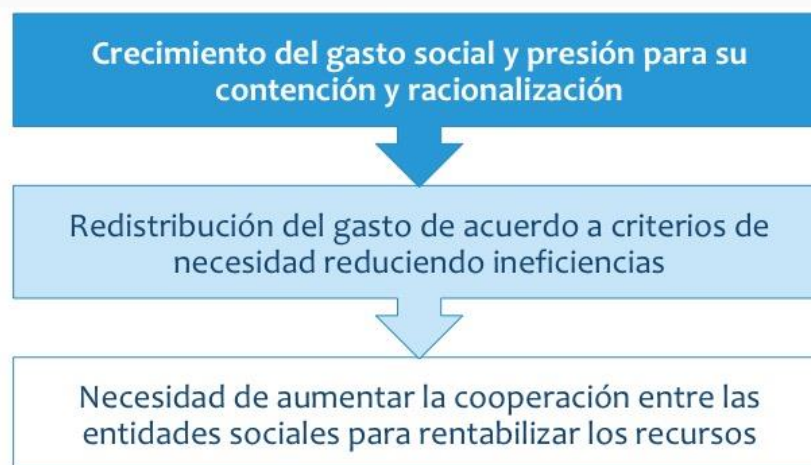 Crecimiento del gasto social y presión para su
contención y racionalización
Redistribución del gasto de acuerdo a criterios de
necesidad reduciendo ineficiencias
Necesidad de aumentar la cooperación entre las
entidades sociales para rentabilizar los recursos